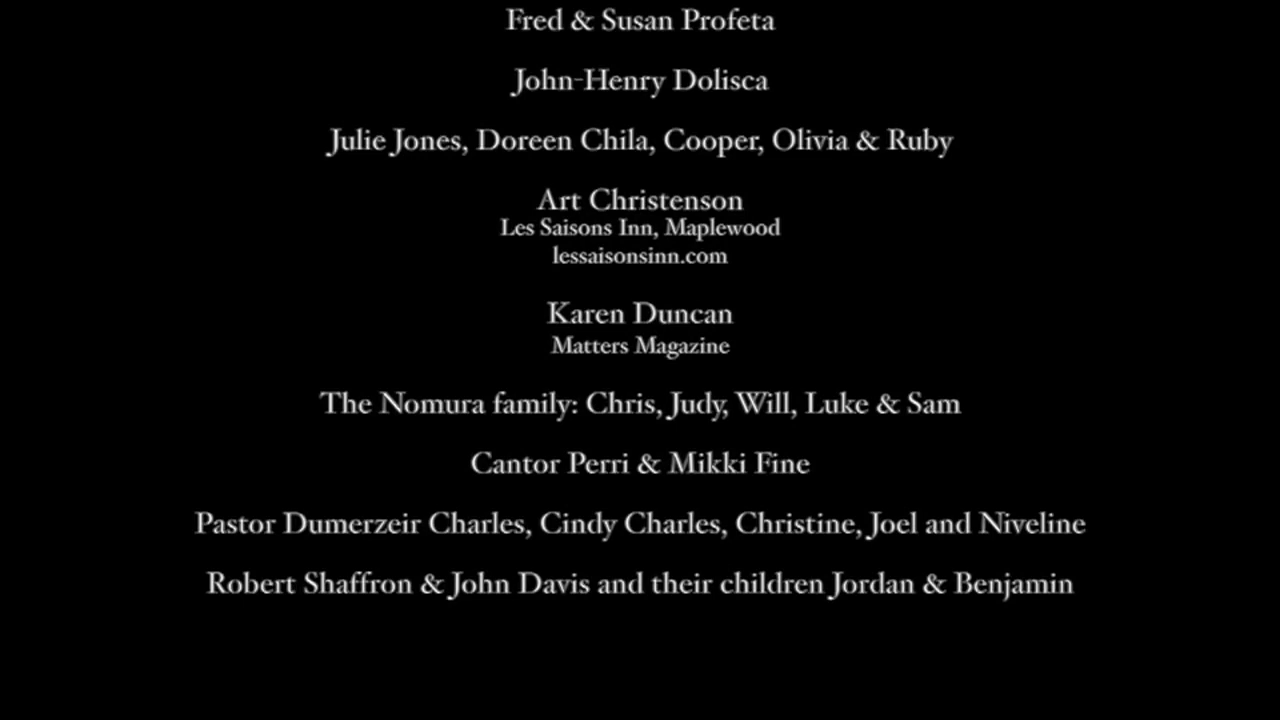 Fred & Susan Profeta
John-Henry Dolisca
Julie Jones, Doreen Chila, Cooper, Olivia & Ruby
Art Christenson
Les Saisons Inn, Maplewood
lessaisonsinn.com
Karen Duncan
Matters Magazine
The Nomura family: Chris, Judy, Will, Luke & Sam
Cantor Perri & Mikki Fine
Pastor Dumerzeir Charles, Cindy Charles, Christine, Joel and Niveline
Robert Shaffron & John Davis and their children Jordan & Benjamin